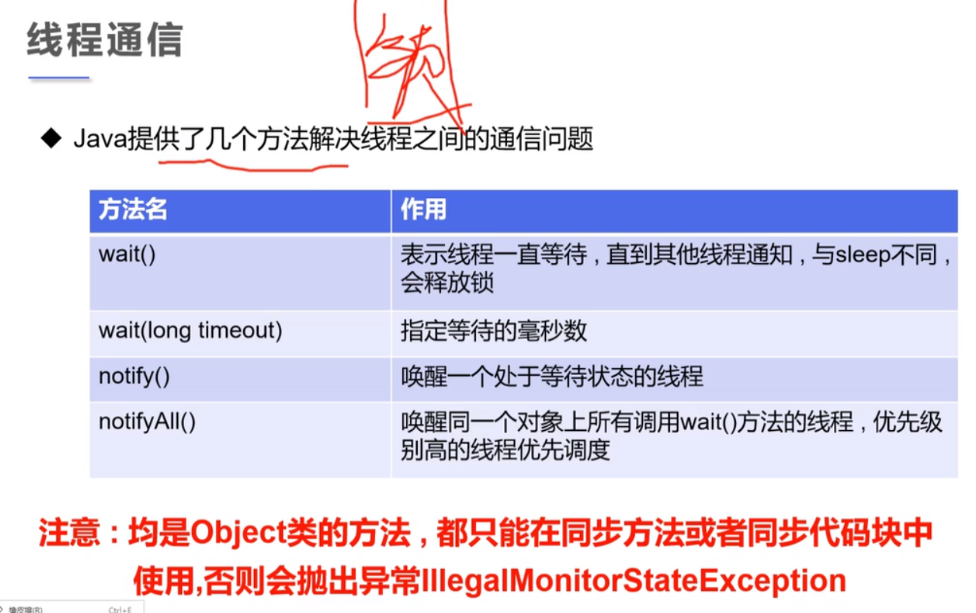 线程通信
锁
◆ Java提供了几个方法解决线程之间的通信问题
方法名 作用
wait() 表示线程一直等待，直到其他线程通知，与sleep不同，
会释放锁
wait(long timeout) 指定等待的毫秒数
notify() 唤醒一个处于等待状态的线程
notifyAll() 唤醒同一个对象上所有调用wait()方法的线程，优先级
别高的线程优先调度
注意：均是Object类的方法，都只能在同步方法或者同步代码块中
使用,否则会抛出异常IllegalMonitorStateException
橡皮擦(R) Ctrl+E